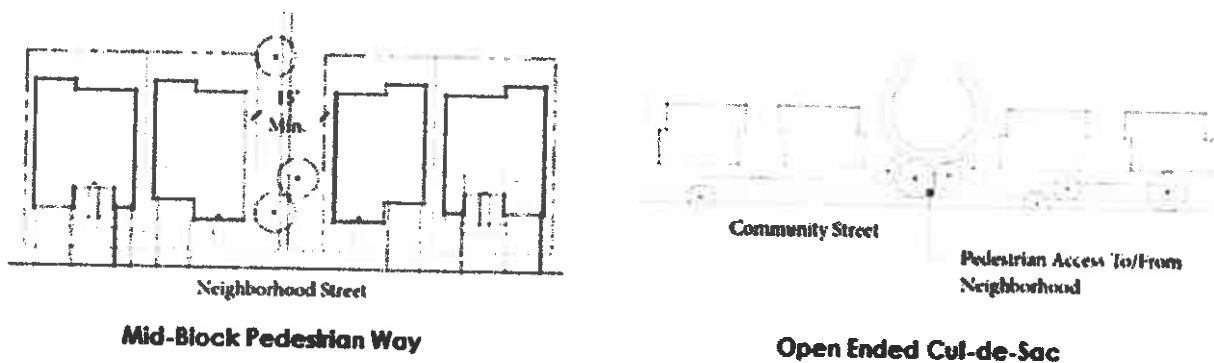 15'
Min.
Neighborhood Street
Mid-Block Pedestrian Way
Community Street
Pedestrian Access To/From
Neighborhood
Open Ended Cul-de-Sac